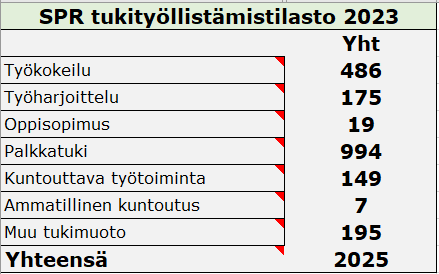 SPR tukityöllistämistilasto 2023
Yht
Työkokeilu 486
Työharjoittelu 175
Oppisopimus 19
Palkkatuki 994
Kuntouttava työtoiminta 149
Ammatillinen kuntoutus 7
Muu tukimuoto 195
Yhteensä 2025